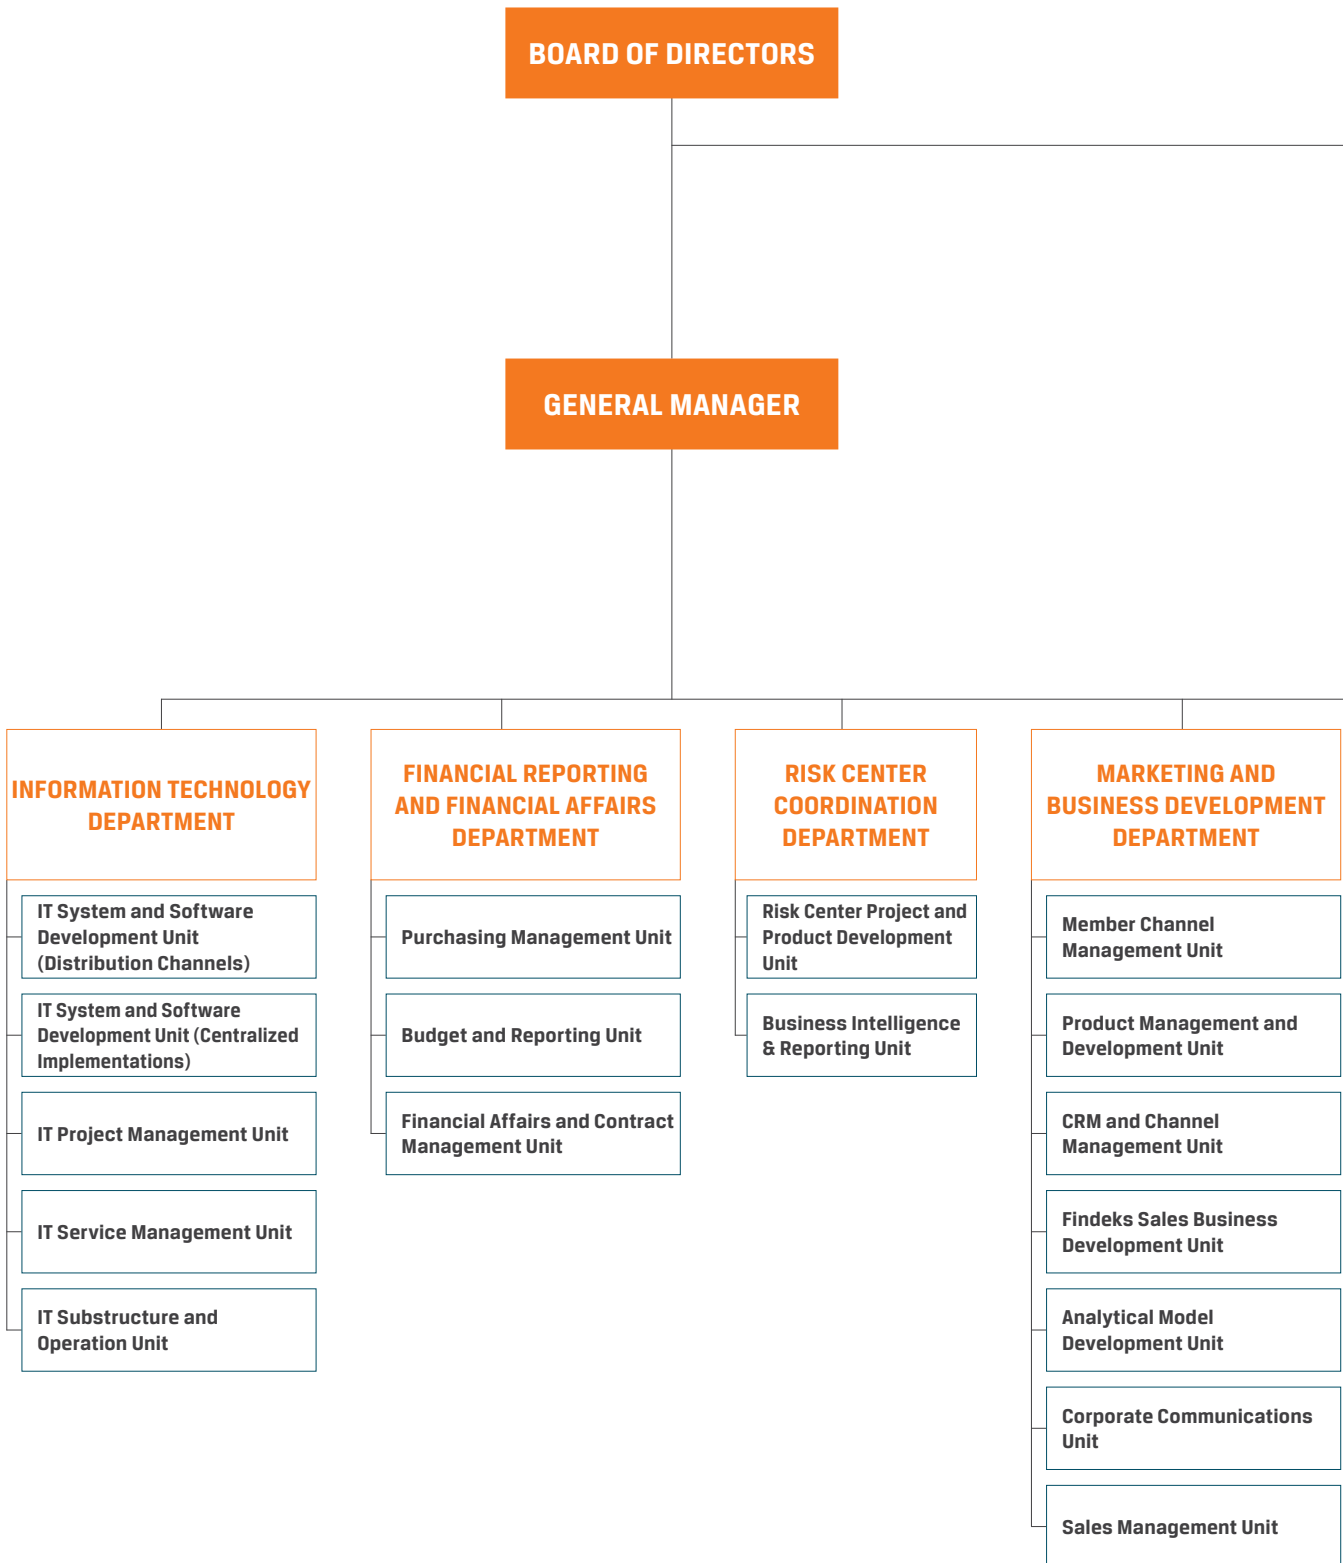 BOARD OF DIRECTORS
GENERAL MANAGER
INFORMATION TECHNOLOGY
DEPARTMENT
IT System and Software
Development Unit
(Distribution Channels)
IT System and Software
Development Unit (Centralized
Implementations)
IT Project Management Unit
IT Service Management Unit
IT Substructure and
Operation Unit
FINANCIAL REPORTING
AND FINANCIAL AFFAIRS
DEPARTMENT
Purchasing Management Unit
Budget and Reporting Unit
Financial Affairs and Contract
Management Unit
RISK CENTER
COORDINATION
DEPARTMENT
Risk Center Project and
Product Development
Unit
Business Intelligence
& Reporting Unit
MARKETING AND
BUSINESS DEVELOPMENT
DEPARTMENT
Member Channel
Management Unit
Product Management and
Development Unit
CRM and Channel
Management Unit
Findeks Sales Business
Development Unit
Analytical Model
Development Unit
Corporate Communications
Unit
Sales Management Unit